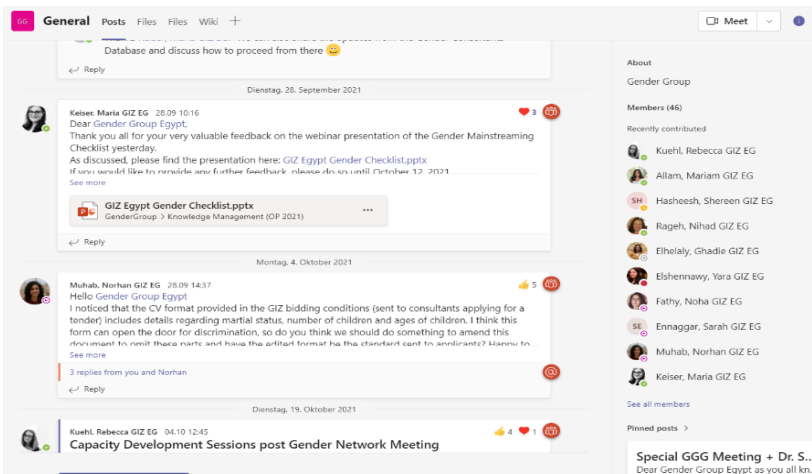 GG General Posts Files Files Wiki +
Meet
Database and discuss how to proceed from there
Reply
Dienstag, 28. September 2021
Keiser, Maria GIZ EG 28.09 10:16
3
Dear Gender Group Egypt,
Thank you all for your very valuable feedback on the webinar presentation of the Gender Mainstreaming
Checklist yesterday.
As discussed, please find the presentation here: GIZ Egypt Gender Checklist.pptx
If you would like to provide any further feedback, please do so until October 12, 2021
See more
GIZ Egypt Gender Checklist.pptx
GenderGroup > Knowledge Management (OP 2021)
Reply
Montag, 4. Oktober 2021
Muhab, Norhan GIZ EG 28.09 14:37
5
Hello Gender Group Egypt
I noticed that the CV format provided in the GIZ bidding conditions (sent to consultants applying for a
tender) includes details regarding martial status, number of children and ages of children. I think this
form can open the door for discrimination, so do you think we should do something to amend this
document to omit these parts and have the edited format be the standard sent to applicants? Happy to
See more
3 replies from you and Norhan
Reply
Dienstag, 19. Oktober 2021
Kuehl, Rebecca GIZ EG 04.10 12:45
4 1
Capacity Development Sessions post Gender Network Meeting
About
Gender Group
Members (46)
Recently contributed
Kuehl, Rebecca GIZ EG
Allam, Mariam GIZ EG
SH Hasheesh, Shereen GIZ EG
Rageh, Nihad GIZ EG
Elhelaly, Ghadie GIZ EG
Elshennawy, Yara GIZ EG
Fathy, Noha GIZ EG
SE Ennaggar, Sarah GIZ EG
Muhab, Norhan GIZ EG
Keiser, Maria GIZ EG
See all members
Pinned posts >
Special GGG Meeting + Dr. S...
Dear Gender Group Egypt as you all